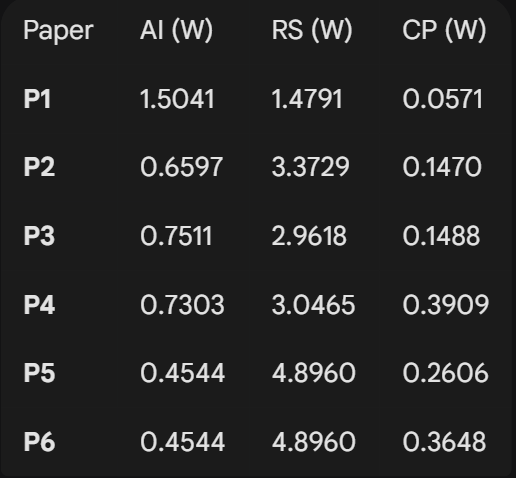 Paper AI (W) RS (W) CP (W)
P1 1.5041 1.4791 0.0571
P2 0.6597 3.3729 0.1470
P3 0.7511 2.9618 0.1488
P4 0.7303 3.0465 0.3909
P5 0.4544 4.8960 0.2606
P6 0.4544 4.8960 0.3648